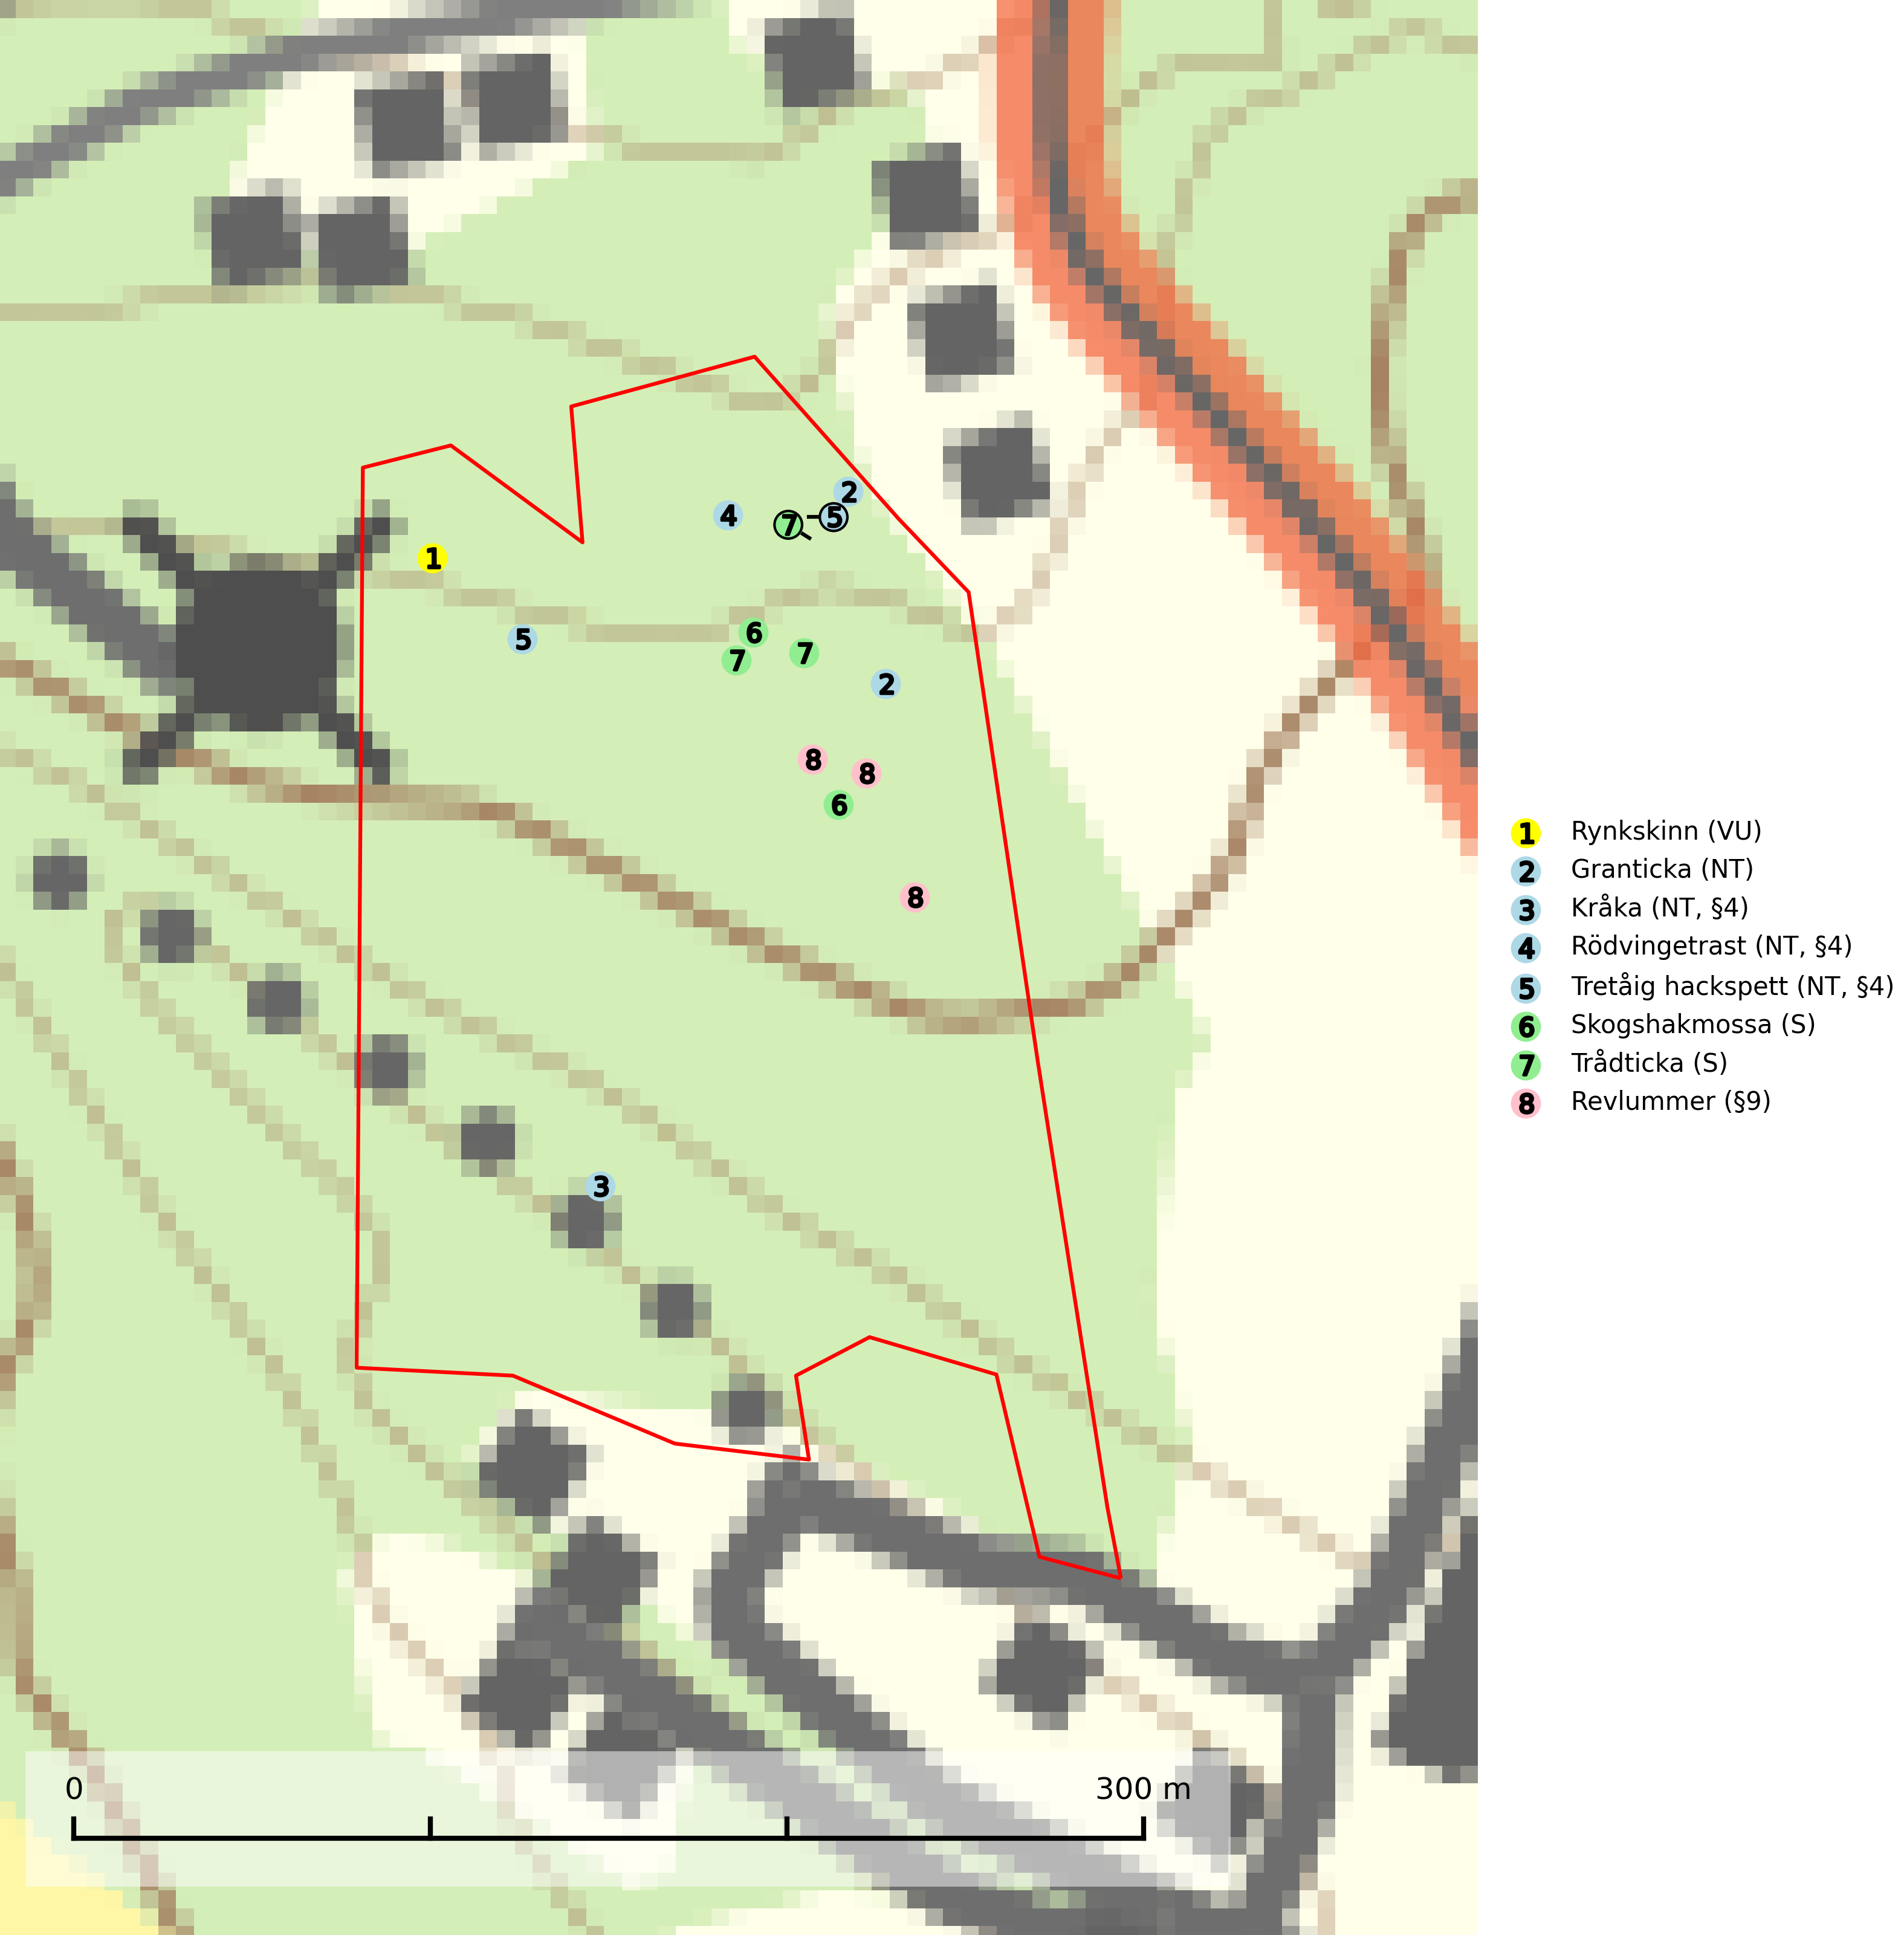 2
4
7
5
1
6
5
7
7
2
8
8
6
8
3
1 Rynkskinn (VU)
2 Granticka (NT)
3 Kråka (NT, §4)
4 Rödvingetrast (NT, §4)
5 Tretåig hackspett (NT, §4)
6 Skogshakmossa (S)
7 Trådticka (S)
8 Revlummer (§9)
0 300 m